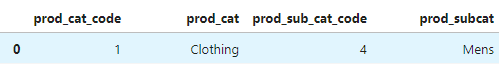 prod_cat_code prod_cat prod_sub_cat_code prod_subcat
0 1 Clothing 4 Mens